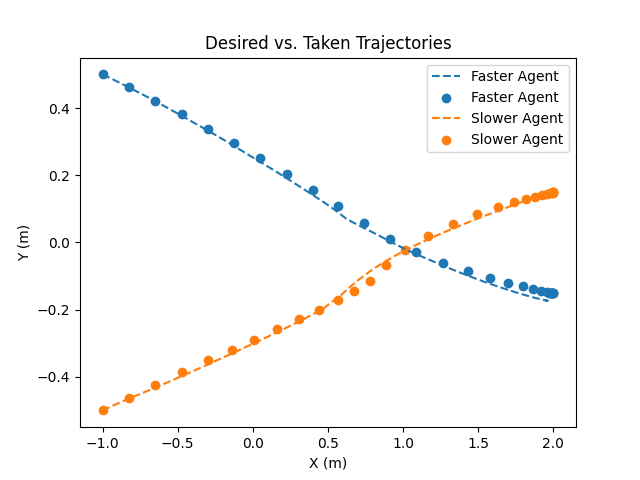 Desired vs. Taken Trajectories
Faster Agent
Faster Agent
Slower Agent
Slower Agent
Y (m)
0.4
0.2
0.0
−0.2
−0.4
−1.0 −0.5 0.0 0.5 1.0 1.5 2.0
X (m)